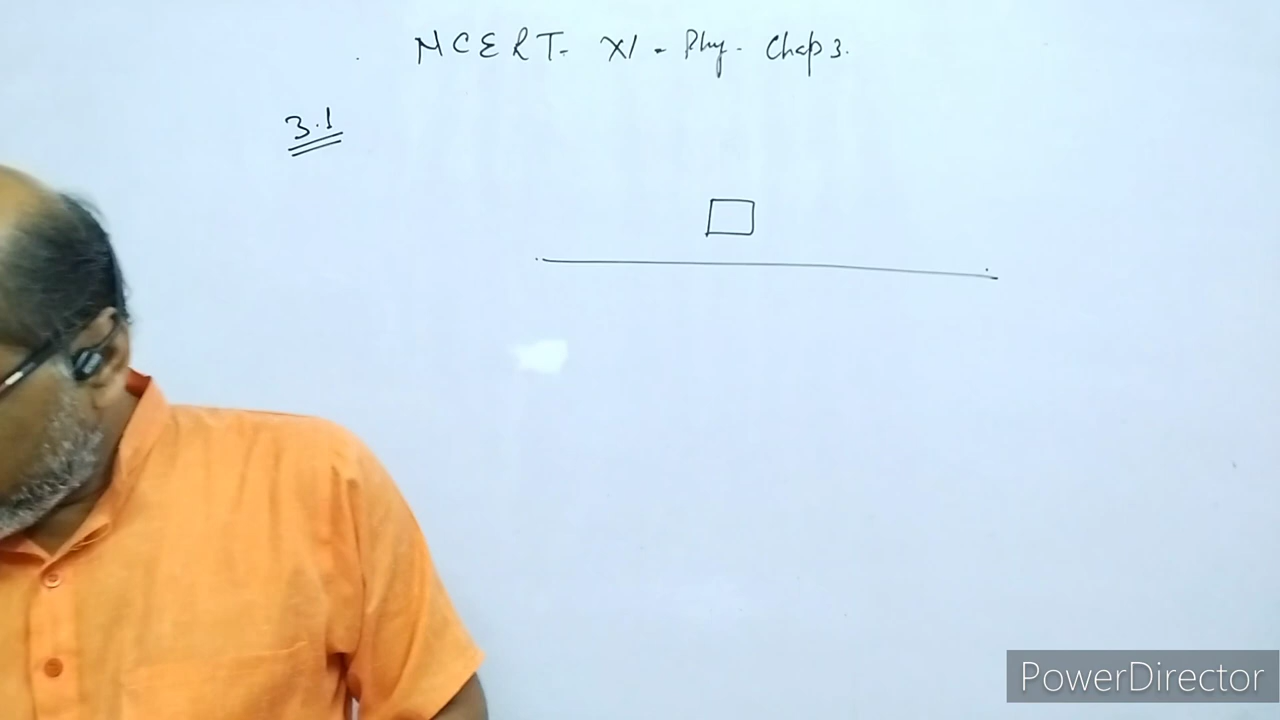 NCERT- XI - Phy - Chap 3.
3.1
PowerDirector